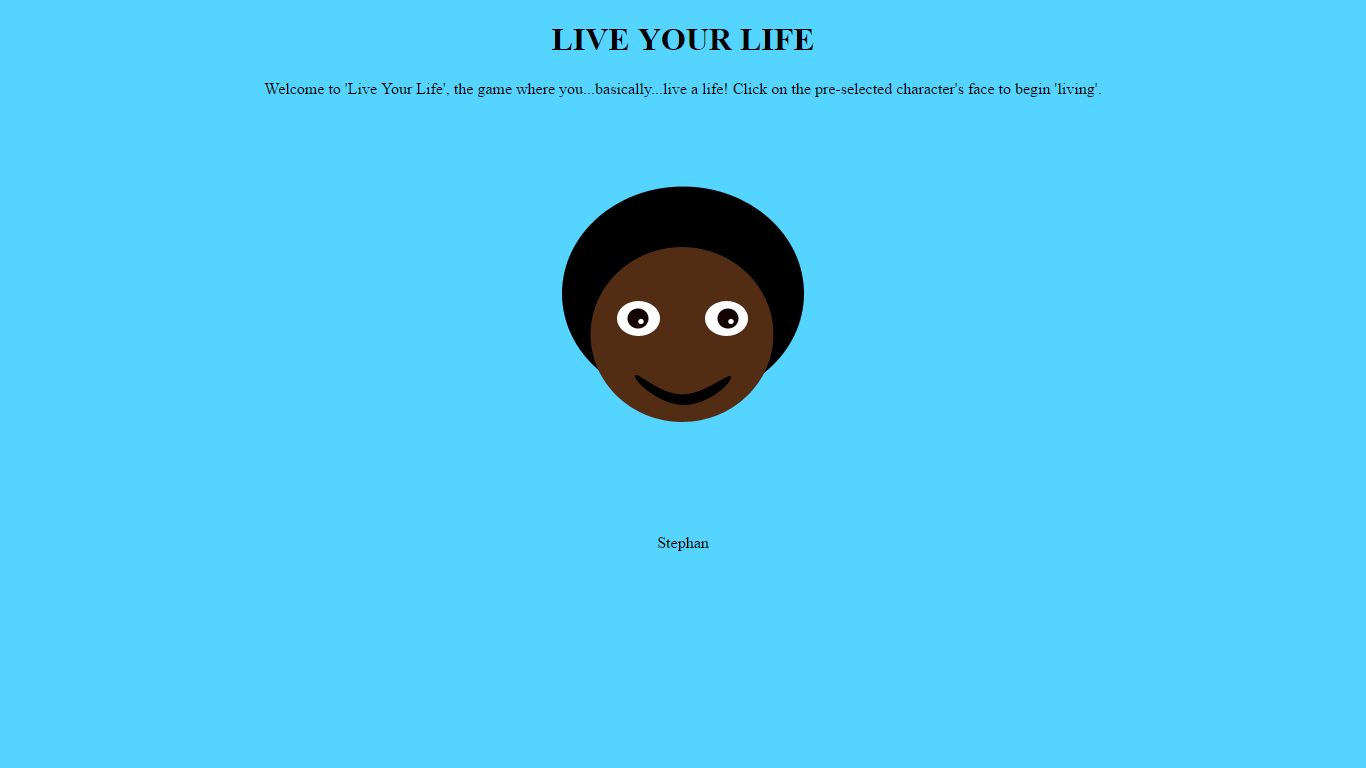 LIVE YOUR LIFE
Welcome to 'Live Your Life', the game where you...basically...live a life! Click on the pre-selected character's face to begin 'living'.
Stephan